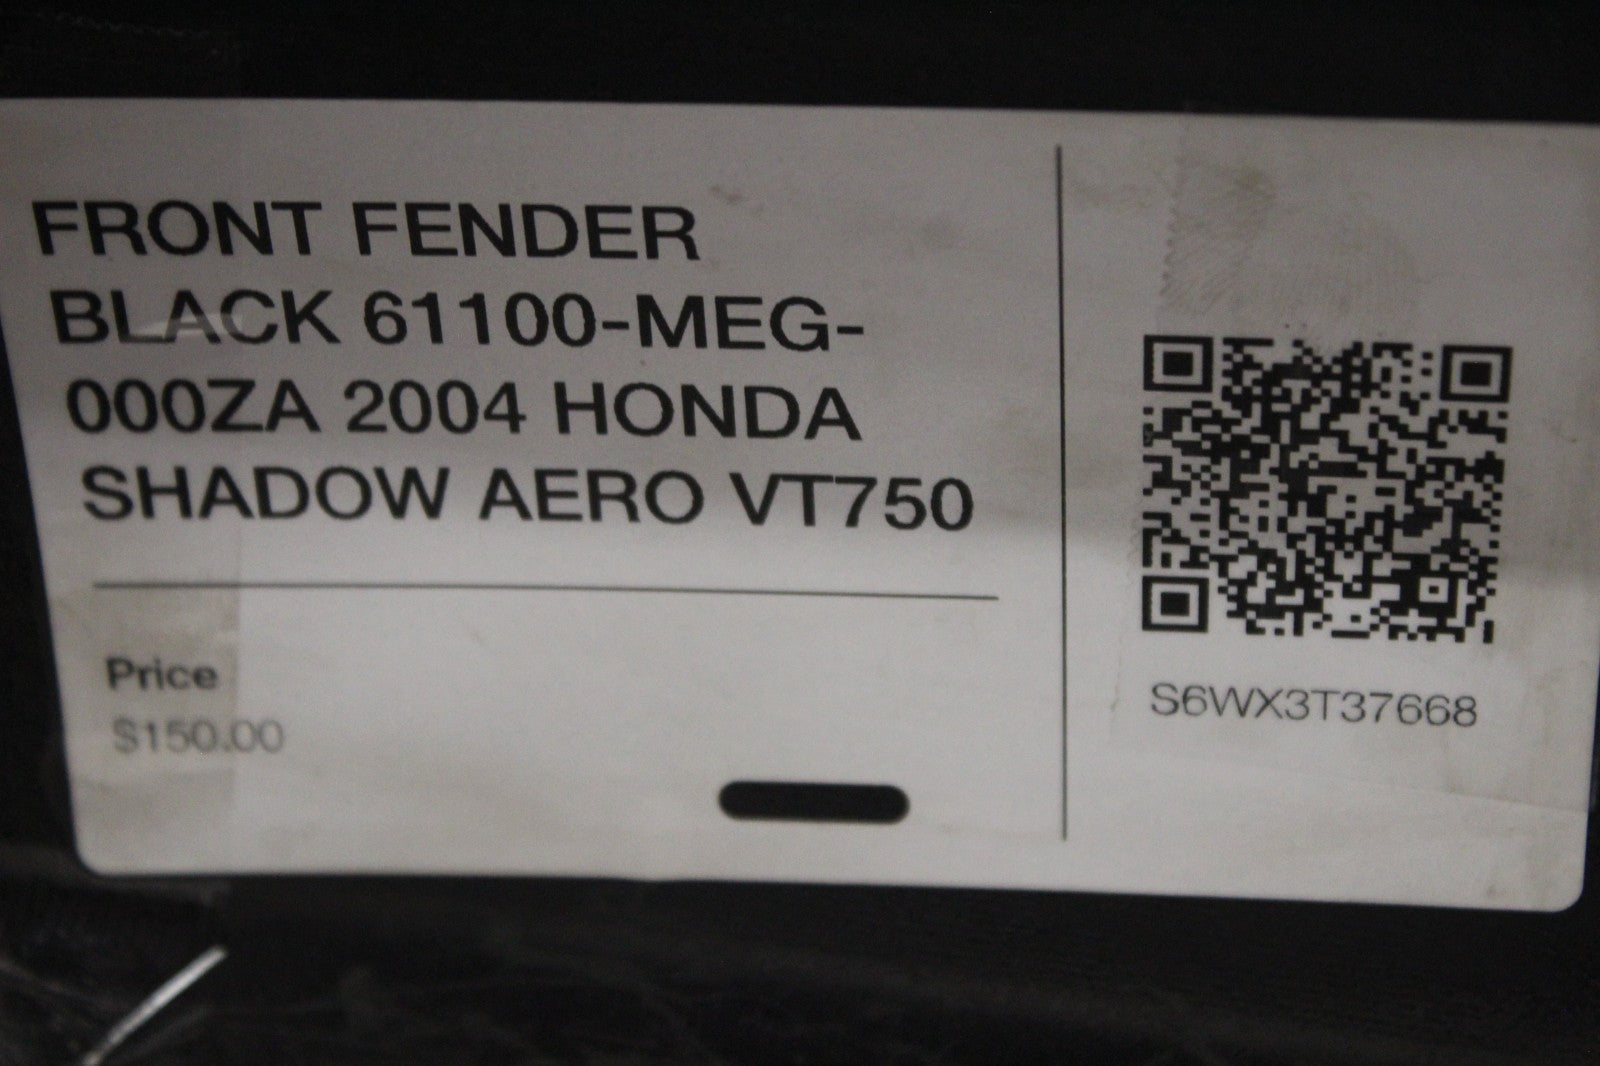 FRONT FENDER
BLACK 61100-MEG-
000ZA 2004 HONDA
SHADOW AERO VT750
Price
$150.00
S6WX3T37668